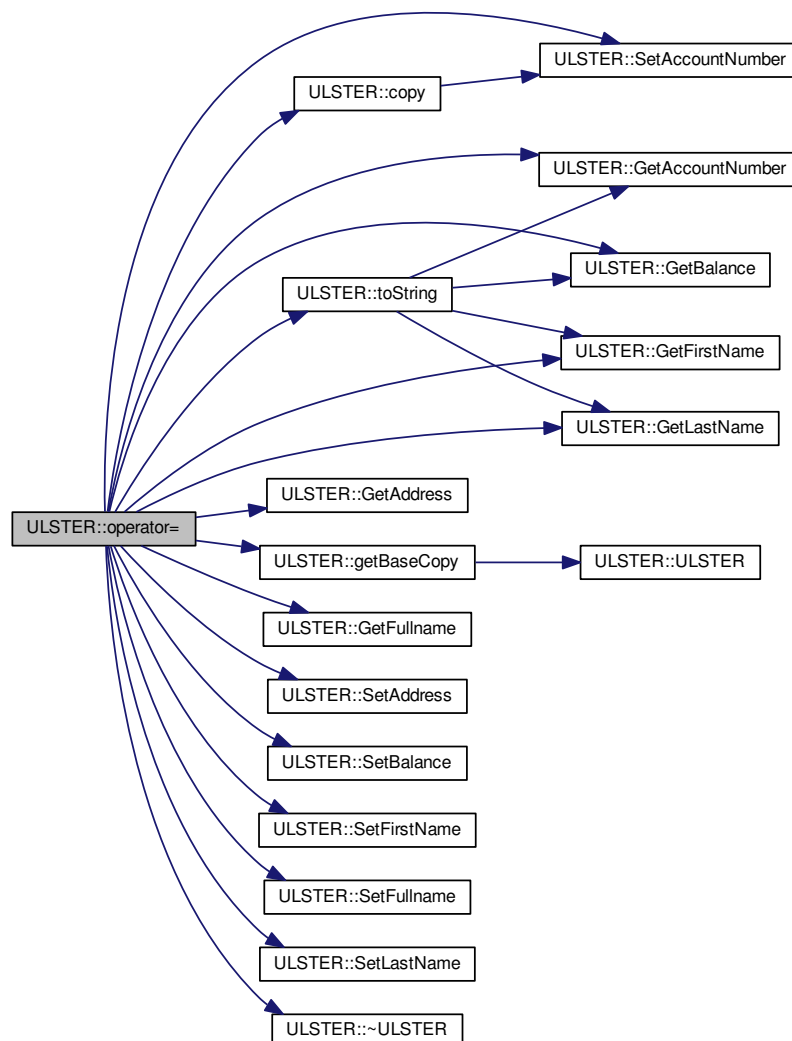 ULSTER::SetAccountNumber
ULSTER::copy
ULSTER::GetAccountNumber
ULSTER::GetBalance
ULSTER::toString
ULSTER::GetFirstName
ULSTER::GetLastName
ULSTER::GetAddress
ULSTER::operator=
ULSTER::getBaseCopy
ULSTER::ULSTER
ULSTER::GetFullname
ULSTER::SetAddress
ULSTER::SetBalance
ULSTER::SetFirstName
ULSTER::SetFullname
ULSTER::SetLastName
ULSTER::~ULSTER